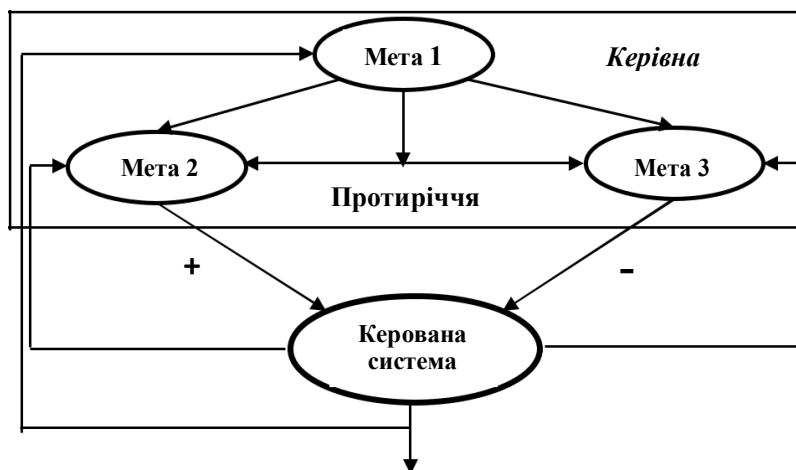 Мета 1
Керівна
Мета 2
Мета 3
Протиріччя
+
-
Керована
система